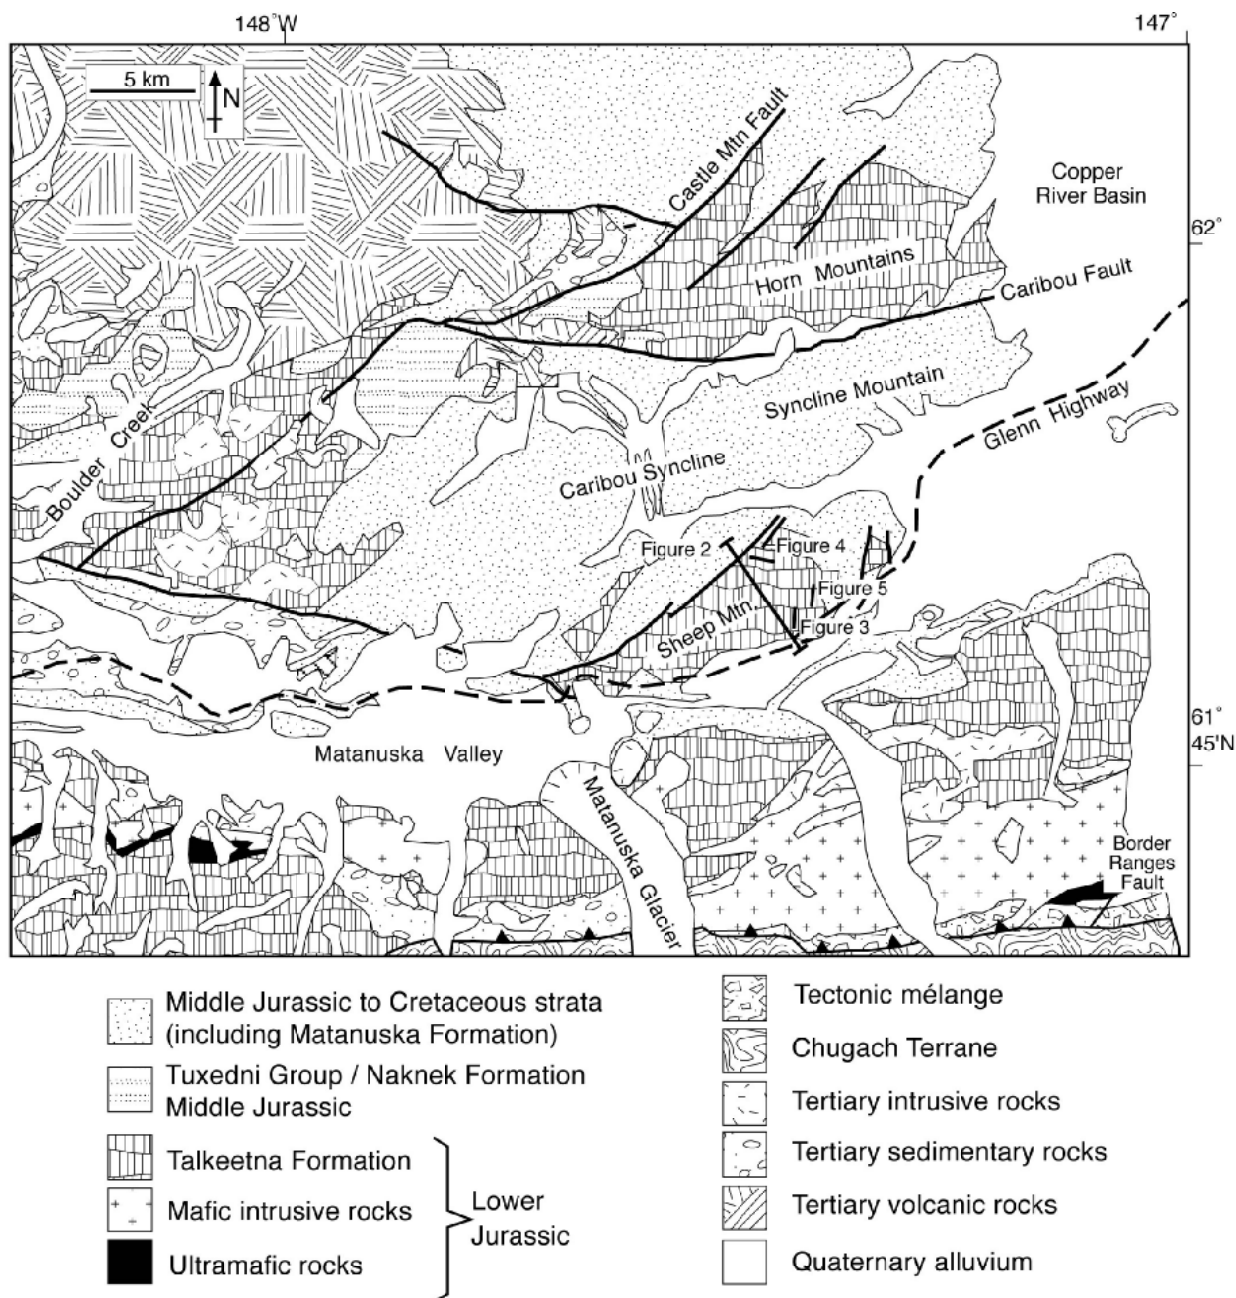 148°W
147°
5 km
N
Castle Mtn Fault
Copper
River Basin
62°
Horn Mountains
Caribou Fault
Syncline Mountain
Glenn Highway
Boulder Creek
Caribou Syncline
Figure 2
Figure 4
Figure 5
Sheep Mtn.
Figure 3
61°
45'N
Matanuska Valley
Matanuska Glacier
Border
Ranges
Fault
Middle Jurassic to Cretaceous strata
(including Matanuska Formation)
Tuxedni Group / Naknek Formation
Middle Jurassic
Talkeetna Formation
Mafic intrusive rocks
Ultramafic rocks
Lower
Jurassic
Tectonic mélange
Chugach Terrane
Tertiary intrusive rocks
Tertiary sedimentary rocks
Tertiary volcanic rocks
Quaternary alluvium